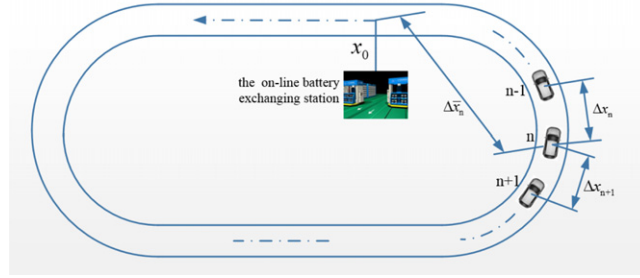 x₀
the on-line battery
exchanging station
Δx̅ₙ
n-1
Δxₙ
n
n+1
Δxₙ₊₁